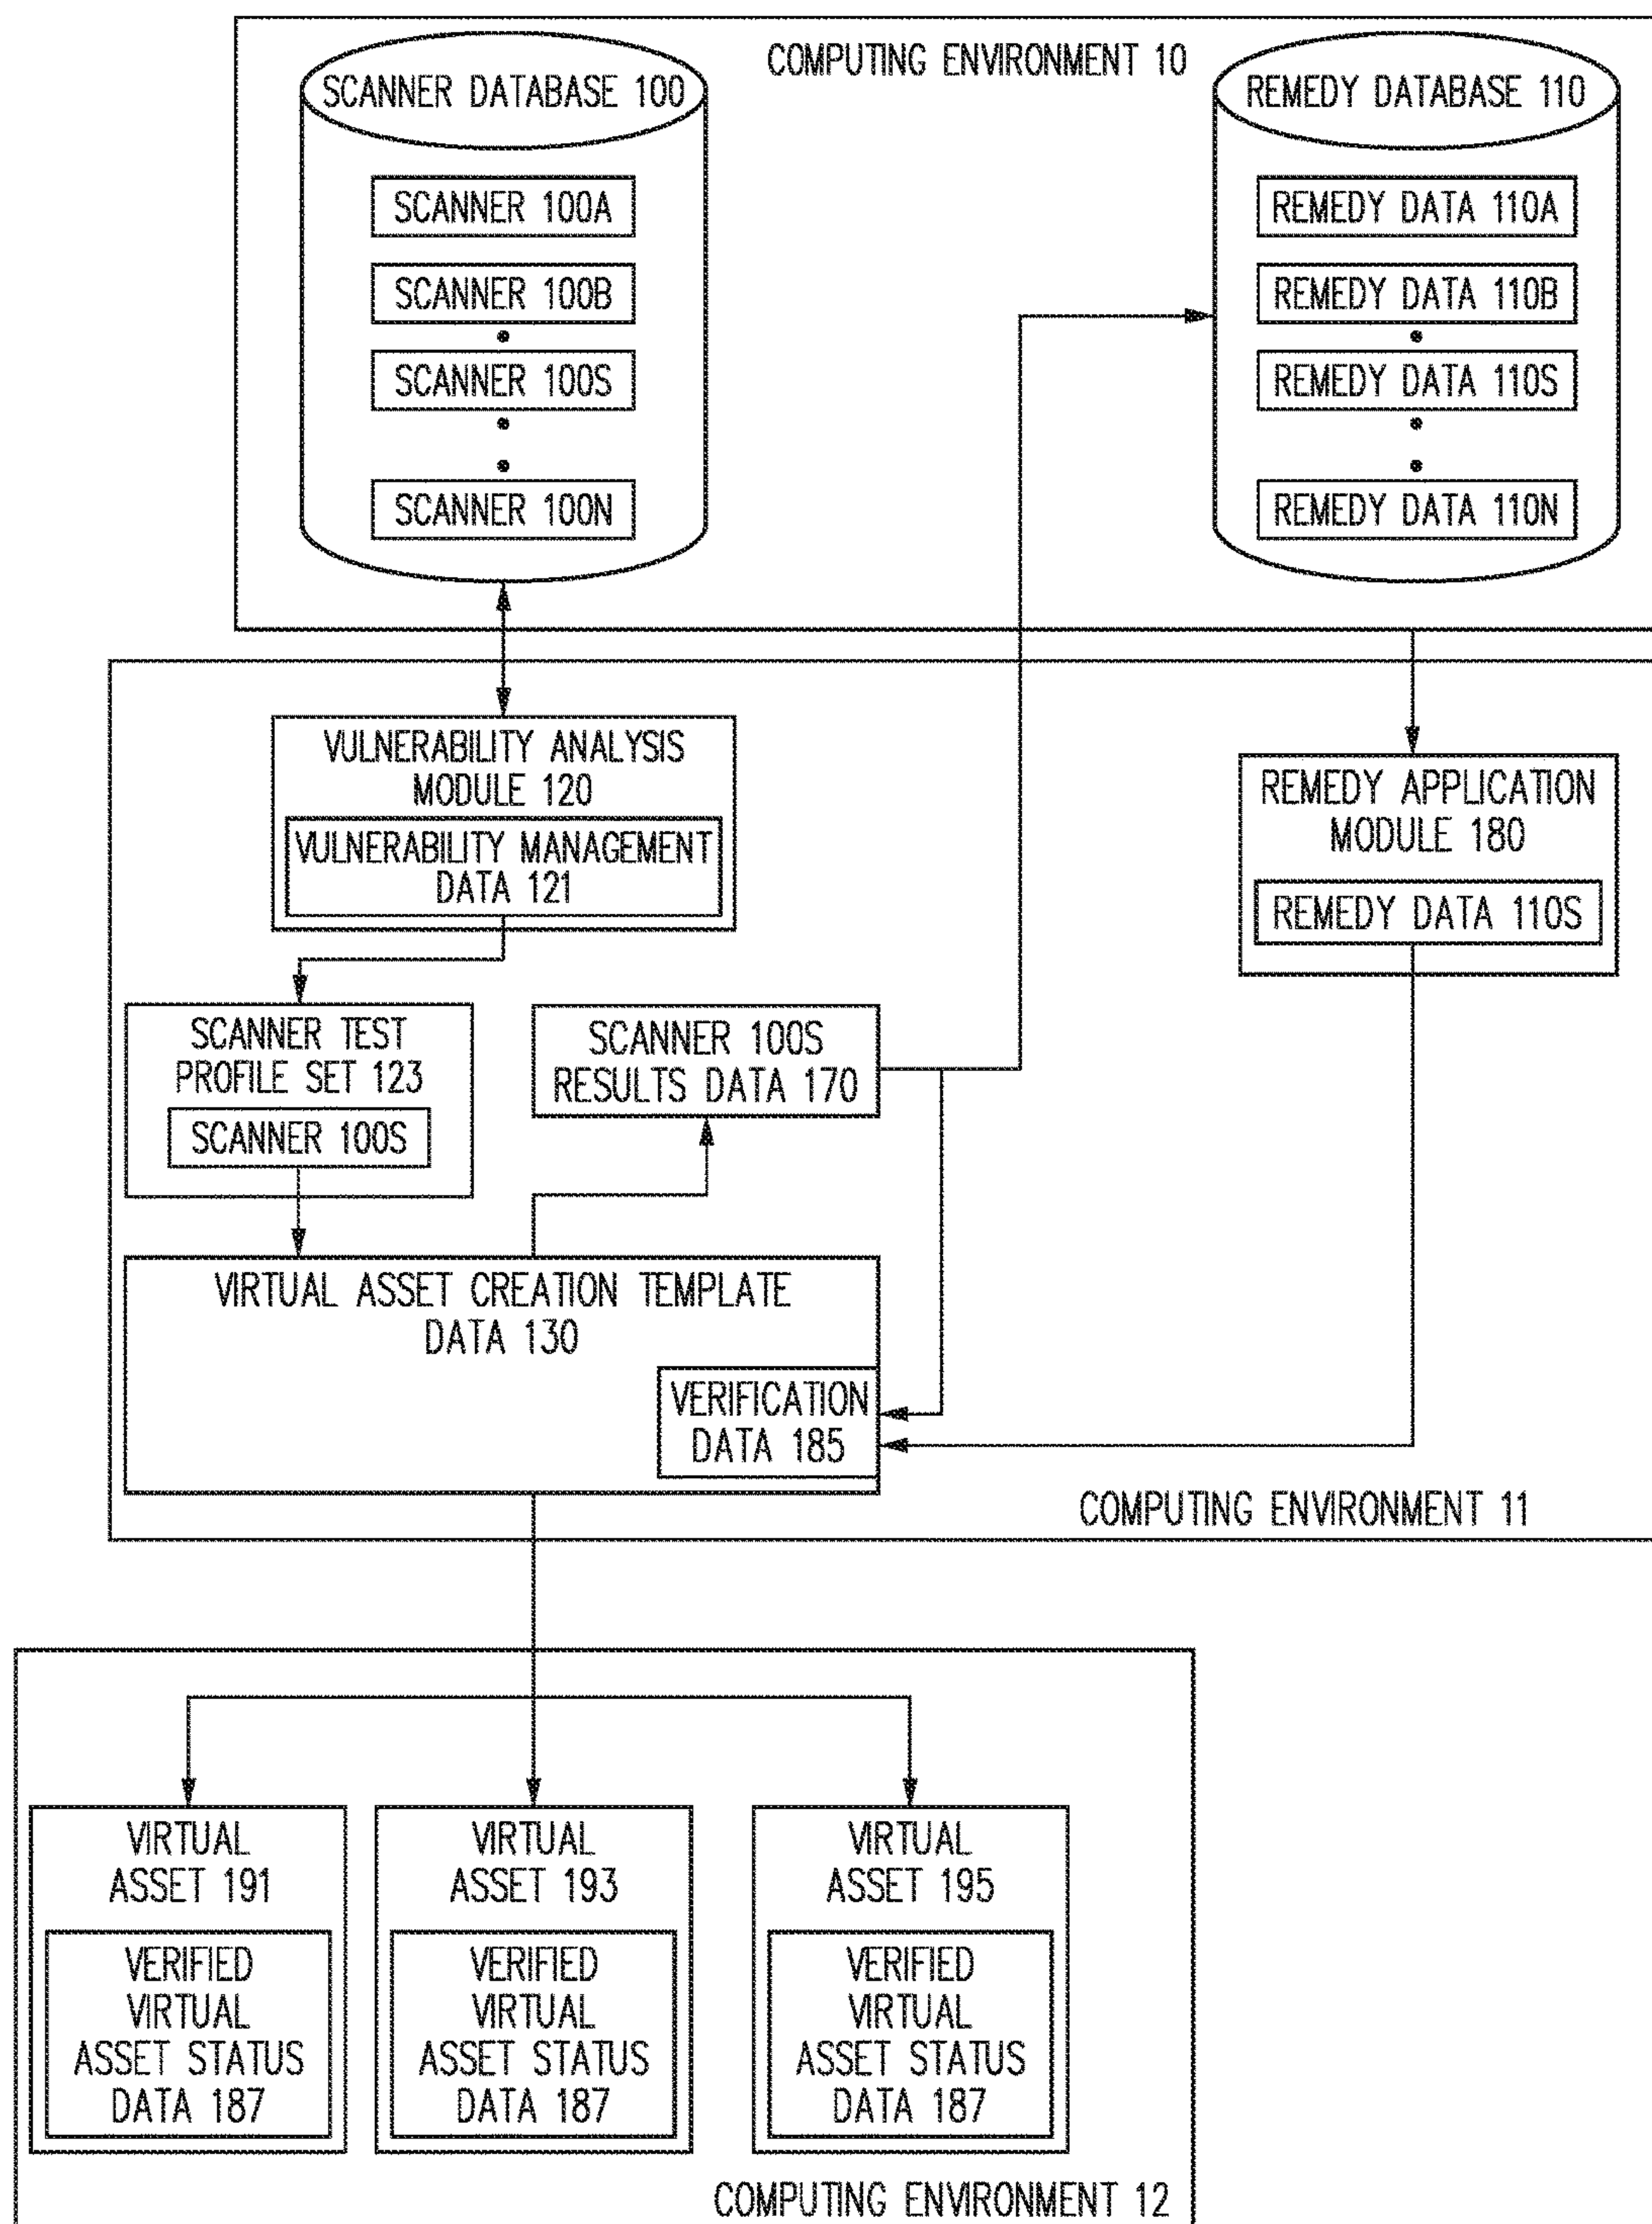 COMPUTING ENVIRONMENT 10
SCANNER DATABASE 100
SCANNER 100A
SCANNER 100B
SCANNER 100S
SCANNER 100N
REMEDY DATABASE 110
REMEDY DATA 110A
REMEDY DATA 110B
REMEDY DATA 110S
REMEDY DATA 110N
VULNERABILITY ANALYSIS
MODULE 120
VULNERABILITY MANAGEMENT
DATA 121
REMEDY APPLICATION
MODULE 180
REMEDY DATA 110S
SCANNER TEST
PROFILE SET 123
SCANNER 100S
SCANNER 100S
RESULTS DATA 170
VIRTUAL ASSET CREATION TEMPLATE
DATA 130
VERIFICATION
DATA 185
COMPUTING ENVIRONMENT 11
VIRTUAL
ASSET 191
VERIFIED
VIRTUAL
ASSET STATUS
DATA 187
VIRTUAL
ASSET 193
VERIFIED
VIRTUAL
ASSET STATUS
DATA 187
VIRTUAL
ASSET 195
VERIFIED
VIRTUAL
ASSET STATUS
DATA 187
COMPUTING ENVIRONMENT 12